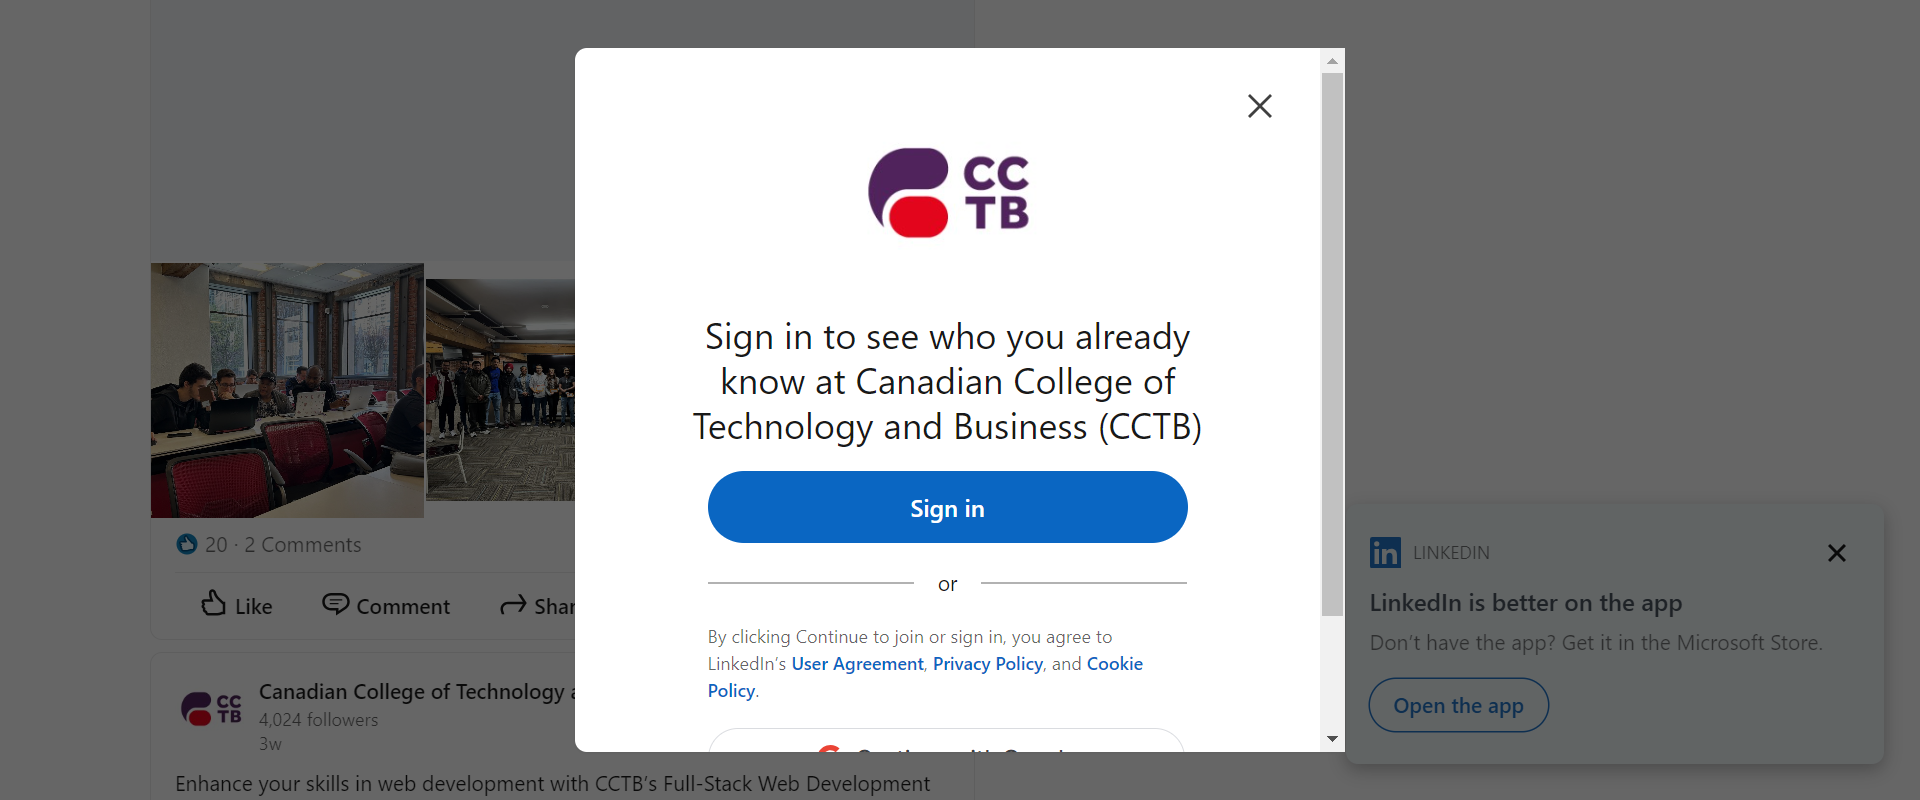 CC
TB
Sign in to see who you already
know at Canadian College of
Technology and Business (CCTB)
Sign in
or
By clicking Continue to join or sign in, you agree to
LinkedIn’s User Agreement, Privacy Policy, and Cookie
Policy.
20 · 2 Comments
Like
Comment
Shar
Canadian College of Technology
4,024 followers
3w
CC
TB
Enhance your skills in web development with CCTB’s Full-Stack Web Development
in LINKEDIN
LinkedIn is better on the app
Don’t have the app? Get it in the Microsoft Store.
Open the app